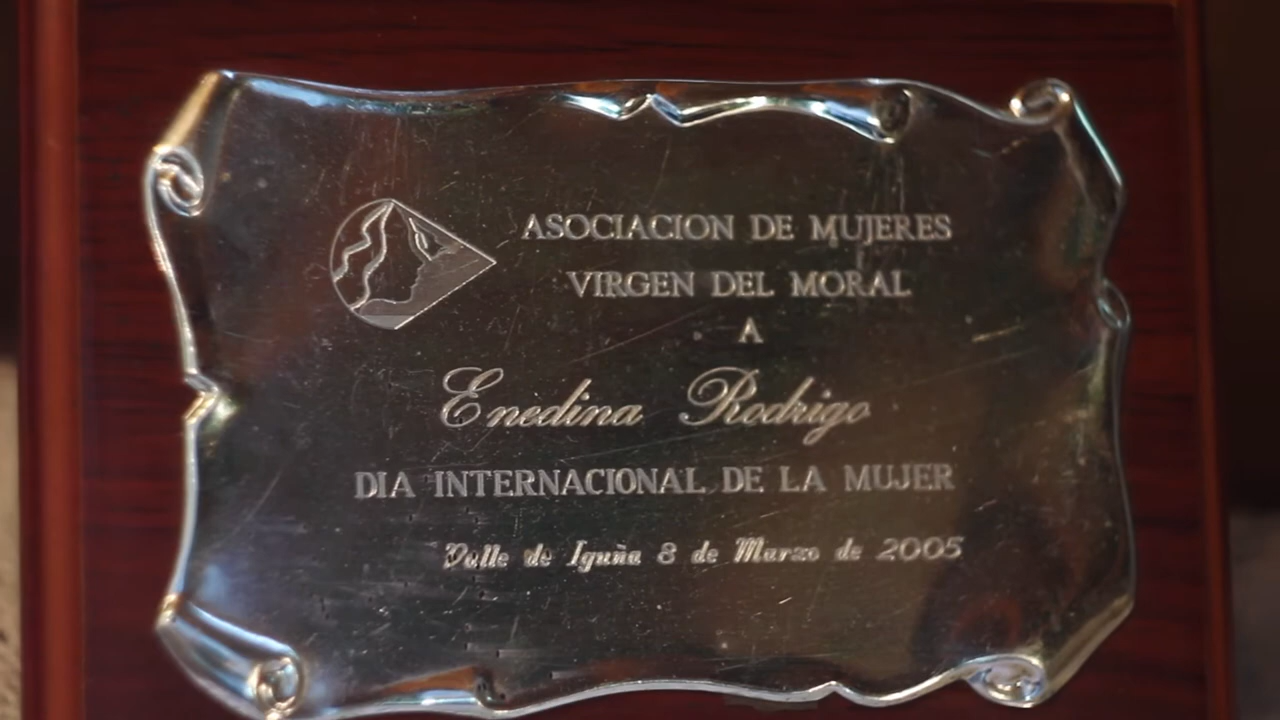 ASOCIACION DE MUJERES
VIRGEN DEL MORAL
A
Enedina Rodrigo
DIA INTERNACIONAL DE LA MUJER
Valle de Iguña 8 de Marzo de 2005